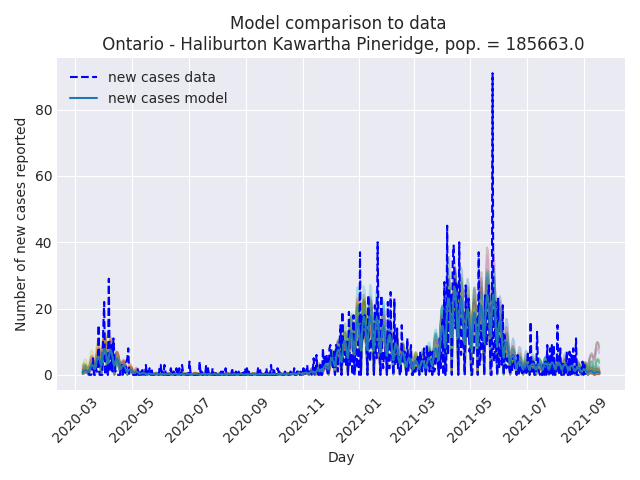 Model comparison to data
Ontario - Haliburton Kawartha Pineridge, pop. = 185663.0
new cases data
new cases model
Number of new cases reported
80
60
40
20
0
2020-03
2020-05
2020-07
2020-09
2020-11
2021-01
2021-03
2021-05
2021-07
2021-09
Day